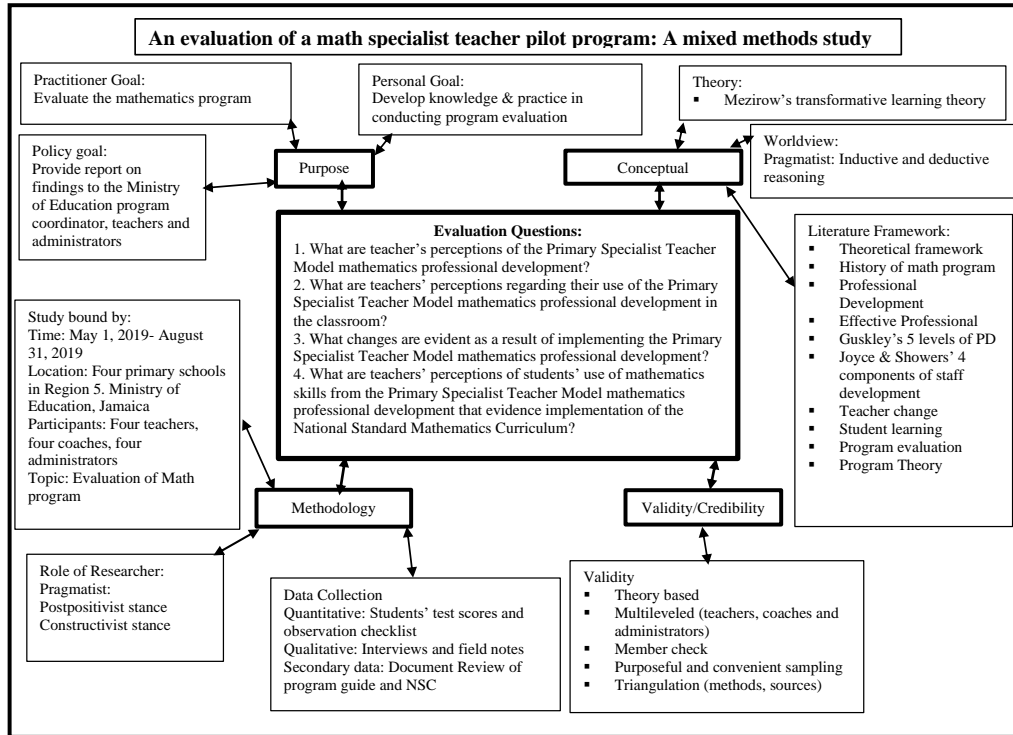 An evaluation of a math specialist teacher pilot program: A mixed methods study
Practitioner Goal:
Evaluate the mathematics program
Personal Goal:
Develop knowledge & practice in
conducting program evaluation
Theory:
▪ Mezirow's transformative learning theory
Policy goal:
Provide report on
findings to the Ministry
of Education program
coordinator, teachers and
administrators
Purpose
Conceptual
Worldview:
Pragmatist: Inductive and deductive
reasoning
Evaluation Questions:
1. What are teacher's perceptions of the Primary Specialist Teacher
Model mathematics professional development?
2. What are teachers' perceptions regarding their use of the Primary
Specialist Teacher Model mathematics professional development in
the classroom?
3. What changes are evident as a result of implementing the Primary
Specialist Teacher Model mathematics professional development?
4. What are teachers' perceptions of students' use of mathematics
skills from the Primary Specialist Teacher Model mathematics
professional development that evidence implementation of the
National Standard Mathematics Curriculum?
Literature Framework:
▪ Theoretical framework
▪ History of math program
▪ Professional
Development
▪ Effective Professional
▪ Guskley's 5 levels of PD
▪ Joyce & Showers' 4
components of staff
development
▪ Teacher change
▪ Student learning
▪ Program evaluation
▪ Program Theory
Study bound by:
Time: May 1, 2019- August
31, 2019
Location: Four primary schools
in Region 5. Ministry of
Education, Jamaica
Participants: Four teachers,
four coaches, four
administrators
Topic: Evaluation of Math
program
Methodology
Validity/Credibility
Role of Researcher:
Pragmatist:
Postpositivist stance
Constructivist stance
Data Collection
Quantitative: Students' test scores and
observation checklist
Qualitative: Interviews and field notes
Secondary data: Document Review of
program guide and NSC
Validity
▪ Theory based
▪ Multileveled (teachers, coaches and
administrators)
▪ Member check
▪ Purposeful and convenient sampling
▪ Triangulation (methods, sources)